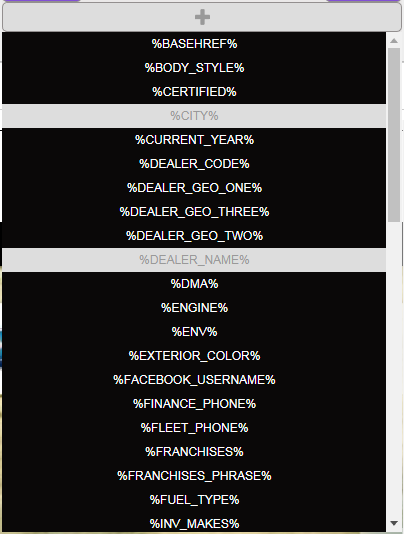 %BASEHREF%
%BODY_STYLE%
%CERTIFIED%
%CITY%
%CURRENT_YEAR%
%DEALER_CODE%
%DEALER_GEO_ONE%
%DEALER_GEO_THREE%
%DEALER_GEO_TWO%
%DEALER_NAME%
%DMA%
%ENGINE%
%ENV%
%EXTERIOR_COLOR%
%FACEBOOK_USERNAME%
%FINANCE_PHONE%
%FLEET_PHONE%
%FRANCHISES%
%FRANCHISES_PHRASE%
%FUEL_TYPE%
%INV_MAKES%